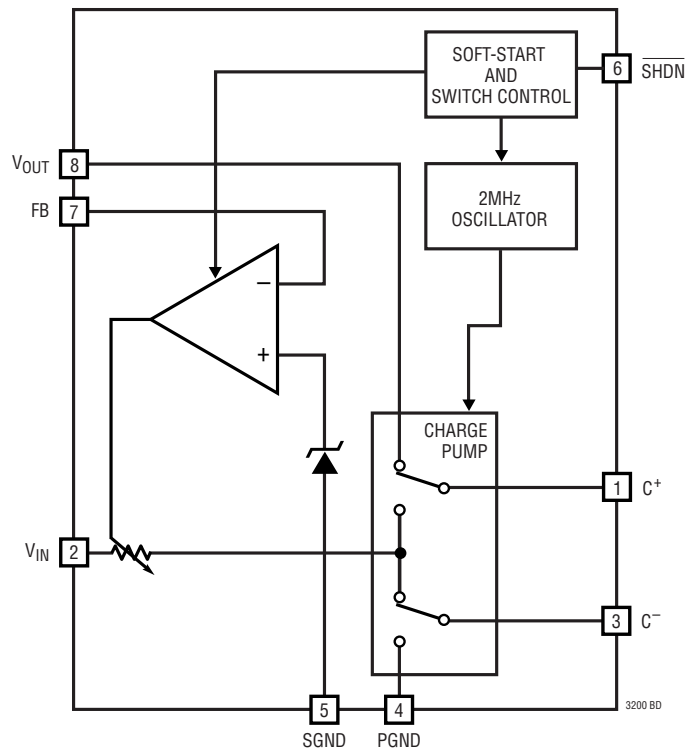 SOFT-START
AND
SWITCH CONTROL
6
SHDN
VOUT
8
FB
7
2MHz
OSCILLATOR
−
+
CHARGE
PUMP
1
C+
VIN
2
3
C−
5
4
SGND
PGND
3200 BD